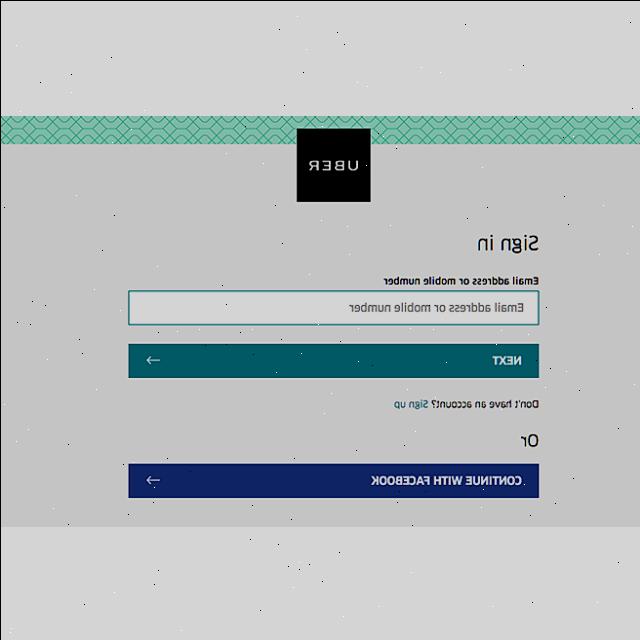 UBER
Sign in
Email address or mobile number
Email address or mobile number
NEXT
Don't have an account? Sign up
Or
CONTINUE WITH FACEBOOK